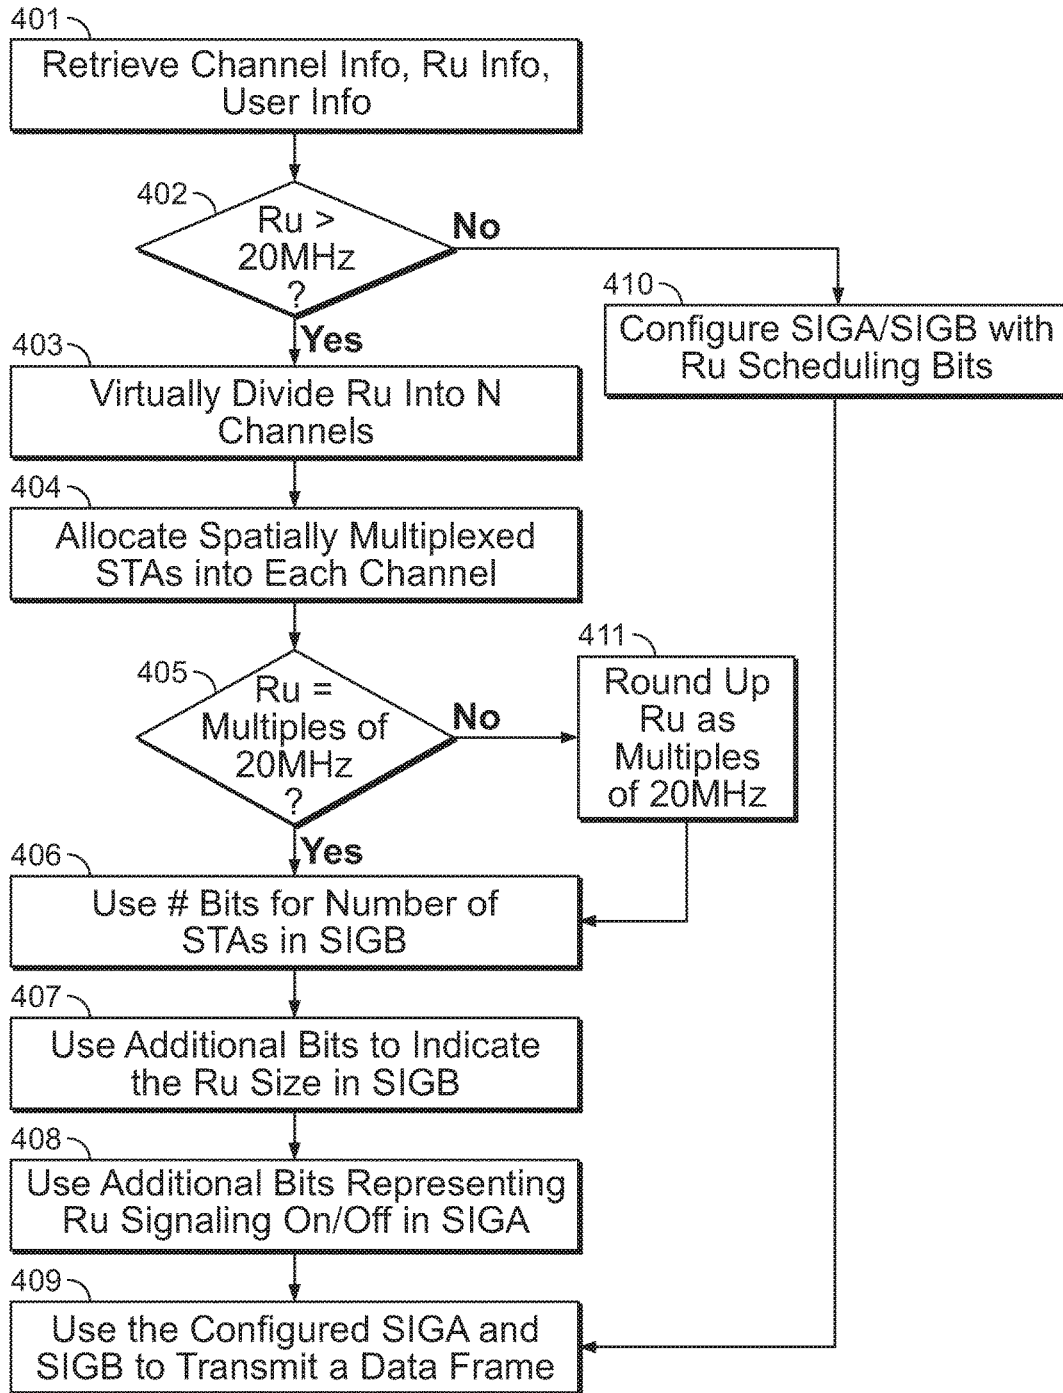 401
Retrieve Channel Info, Ru Info,
User Info
402
Ru >
20MHz
?
No
Yes
410
Configure SIGA/SIGB with
Ru Scheduling Bits
403
Virtually Divide Ru Into N
Channels
404
Allocate Spatially Multiplexed
STAs into Each Channel
405
Ru =
Multiples of
20MHz
?
No
Yes
411
Round Up
Ru as
Multiples
of 20MHz
406
Use # Bits for Number of
STAs in SIGB
407
Use Additional Bits to Indicate
the Ru Size in SIGB
408
Use Additional Bits Representing
Ru Signaling On/Off in SIGA
409
Use the Configured SIGA and
SIGB to Transmit a Data Frame